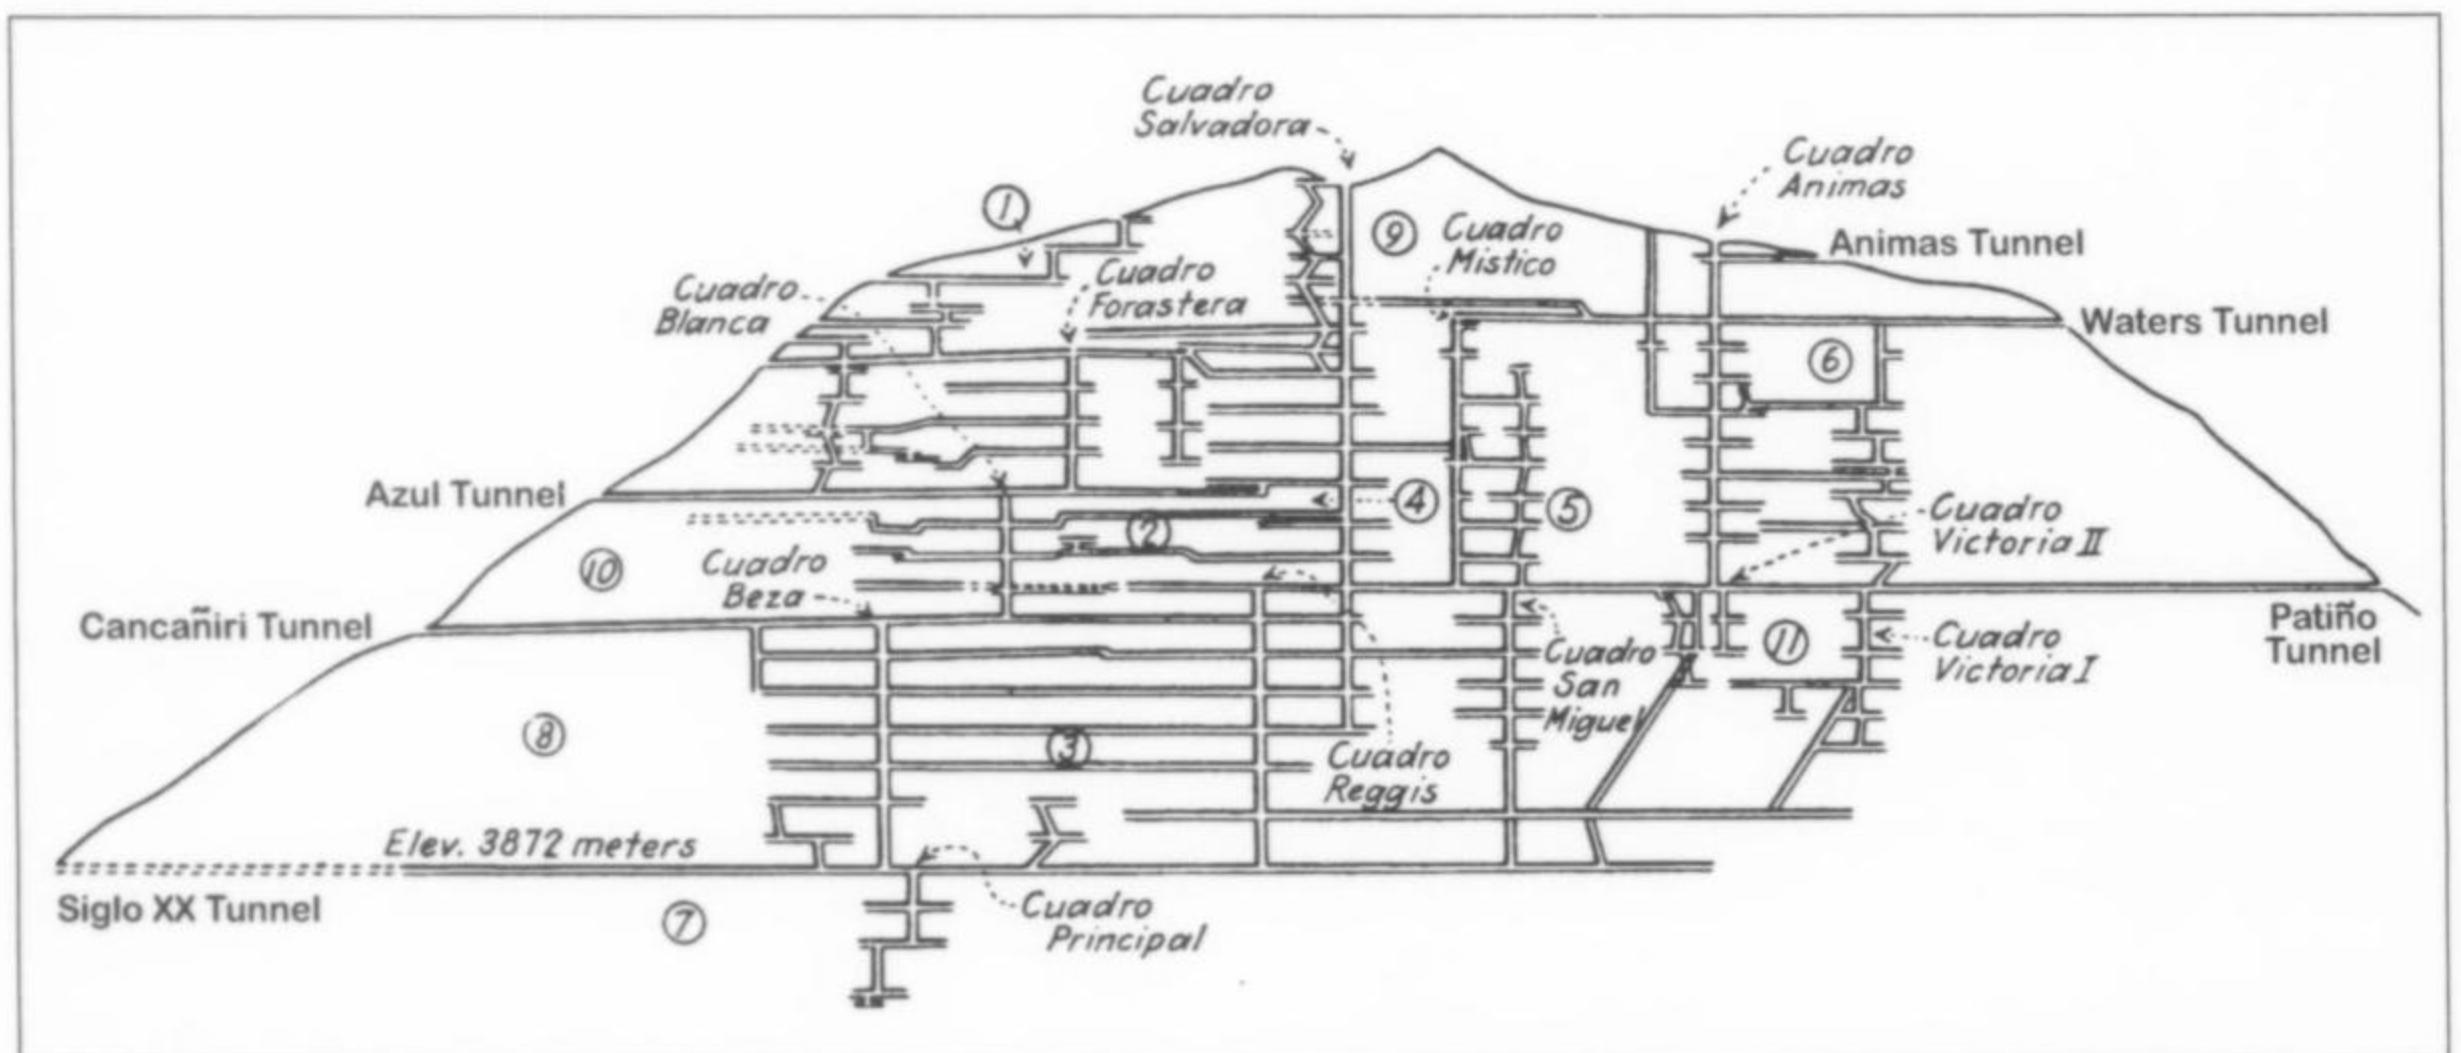 Cuadro
Salvadora
Cuadro
Animas
1
9
Cuadro
Mistico
Animas Tunnel
Cuadro
Blanca
Cuadro
Forastera
Waters Tunnel
6
Azul Tunnel
4
5
2
Cuadro
Victoria II
10
Cuadro
Beza
Cancañiri Tunnel
Patiño
Tunnel
11
Cuadro
Victoria I
Cuadro
San
Miguel
8
3
Cuadro
Reggis
Elev. 3872 meters
Siglo XX Tunnel
7
Cuadro
Principal